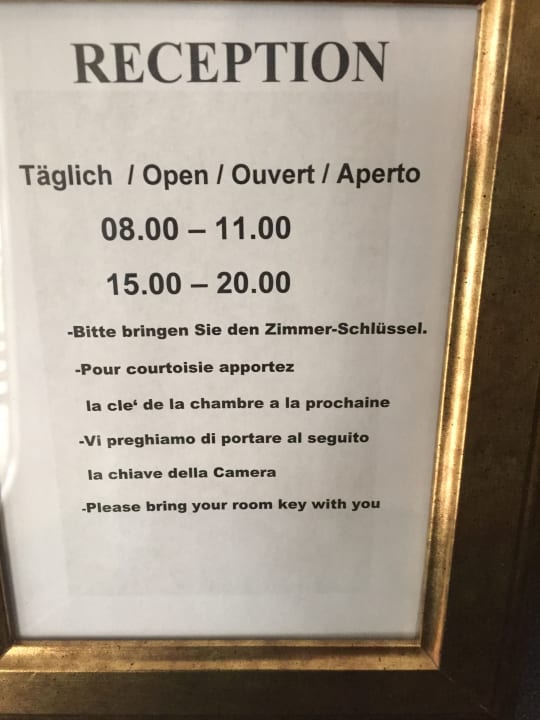 RECEPTION
Täglich / Open / Ouvert / Aperto
08.00 – 11.00
15.00 – 20.00
-Bitte bringen Sie den Zimmer-Schlüssel.
-Pour courtoisie apportez
la cle‘ de la chambre a la prochaine
-Vi preghiamo di portare al seguito
la chiave della Camera
-Please bring your room key with you